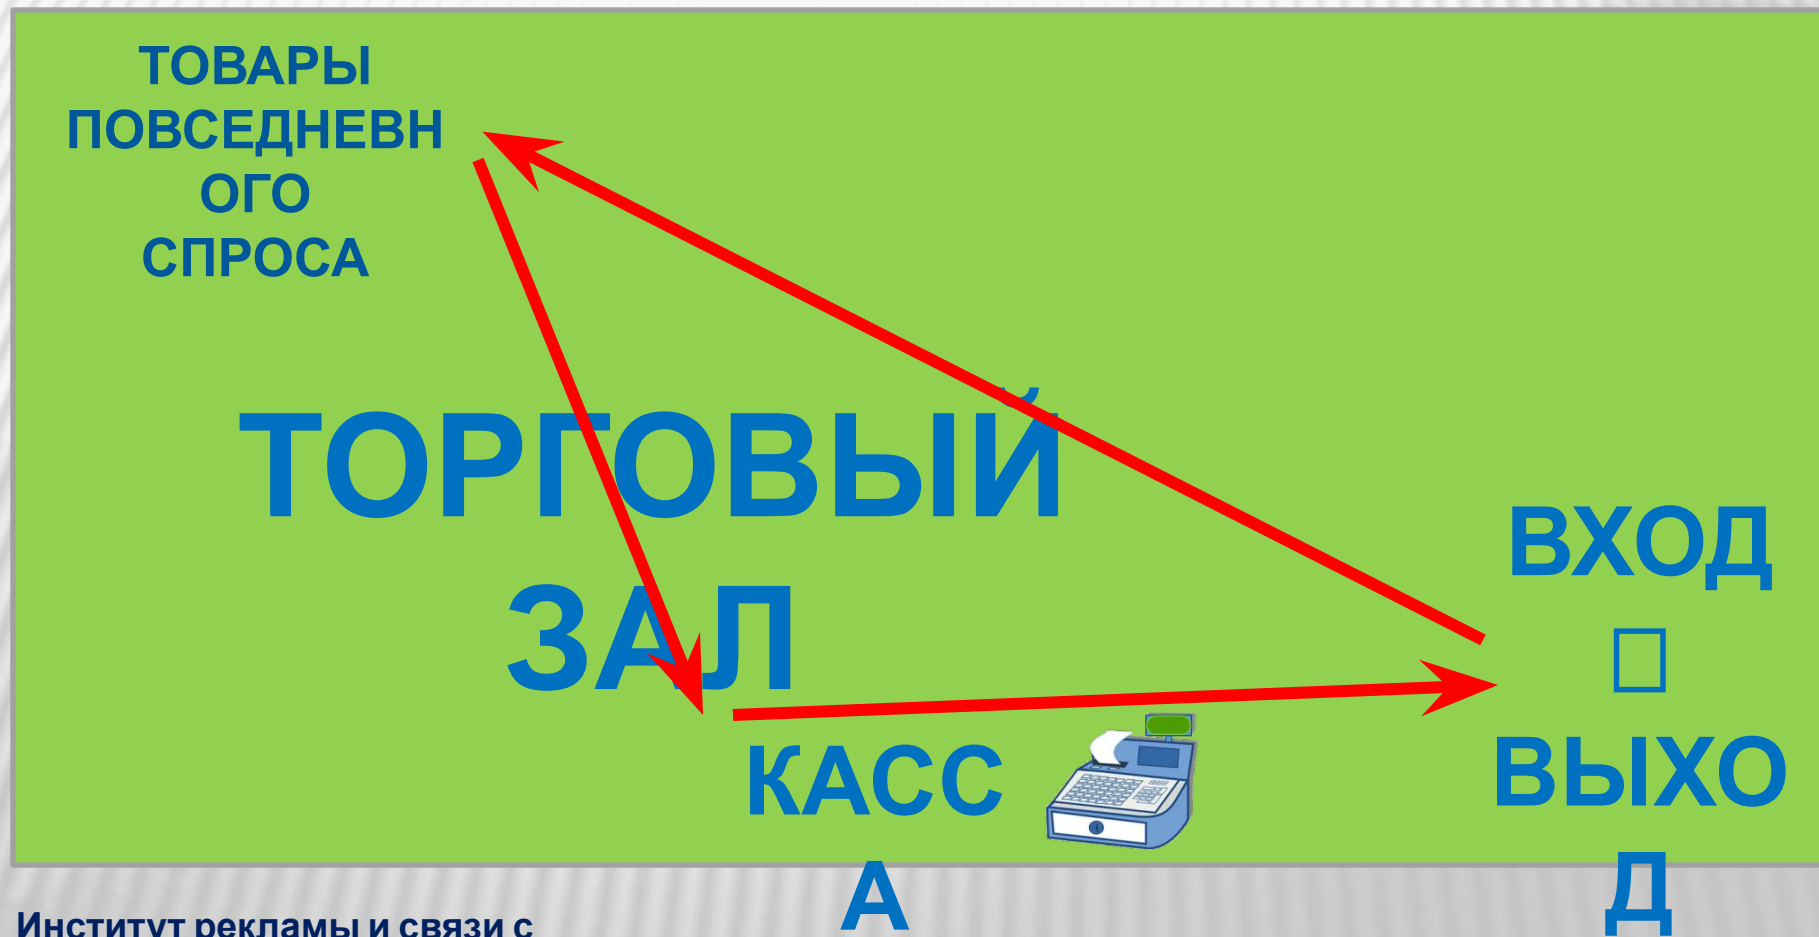 ТОВАРЫ
ПОВСЕДНЕВН
ОГО
СПРОСА
ТОРГОВЫЙ
ЗАЛ
ВХОД
ВЫХО
Д
КАСС
А
Институт рекламы и связи с